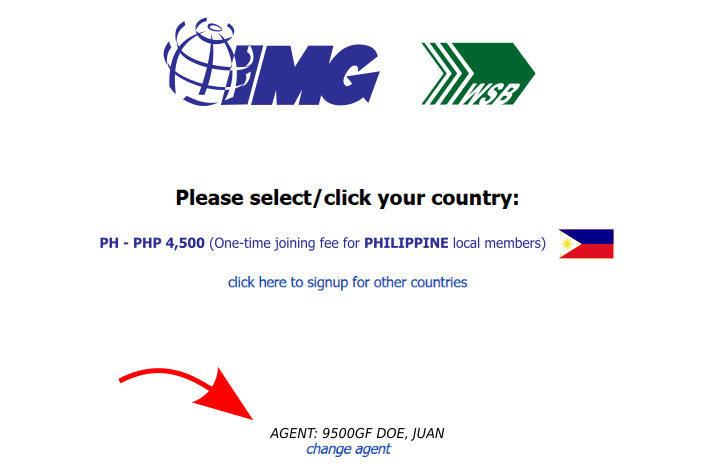 IMG
WSB
Please select/click your country:
PH - PHP 4,500 (One-time joining fee for PHILIPPINE local members)
click here to signup for other countries
AGENT: 9500GF DOE, JUAN
change agent